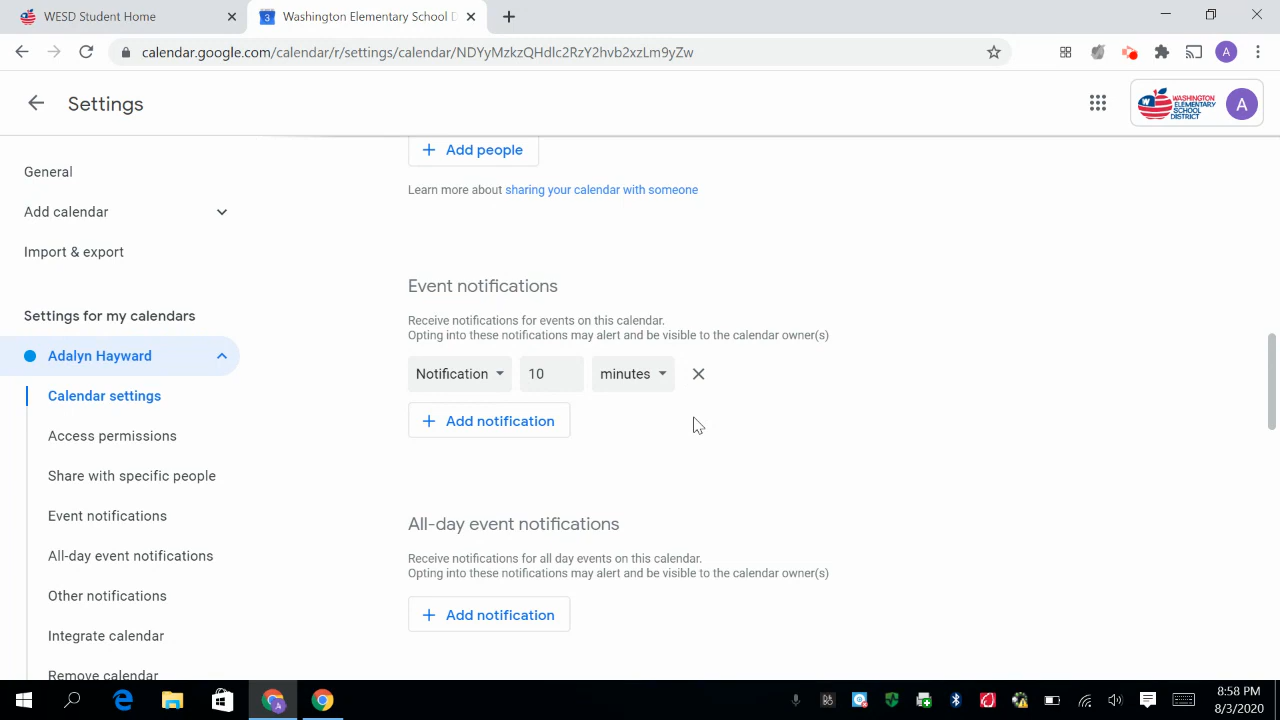 WESD Student Home
Washington Elementary School D
calendar.google.com/calendar/r/settings/calendar/NDYyMzkzQHdlc2RzY2hvb2xzLm9yZw
A
Settings
WASHINGTON
ELEMENTARY
SCHOOL
DISTRICT
A
General
Add calendar
Import & export
Settings for my calendars
Adalyn Hayward
Calendar settings
Access permissions
Share with specific people
Event notifications
All-day event notifications
Other notifications
Integrate calendar
Remove calendar
+ Add people
Learn more about sharing your calendar with someone
Event notifications
Receive notifications for events on this calendar.
Opting into these notifications may alert and be visible to the calendar owner(s)
Notification 10 minutes
+ Add notification
All-day event notifications
Receive notifications for all day events on this calendar.
Opting into these notifications may alert and be visible to the calendar owner(s)
+ Add notification
8:58 PM
8/3/2020